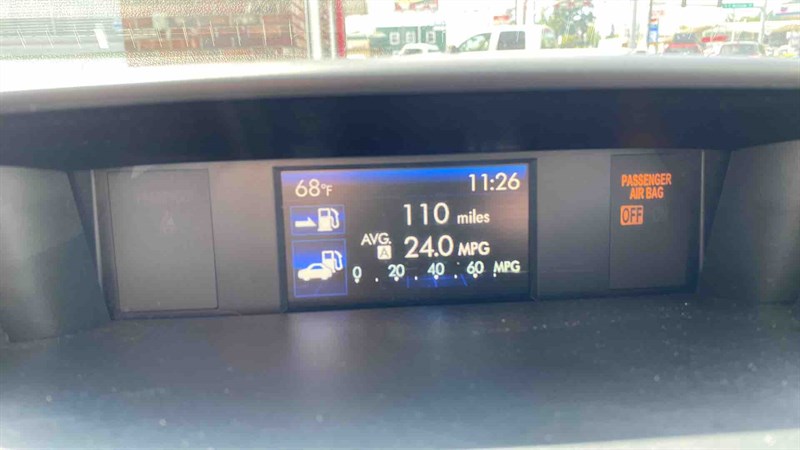 68°F 11:26
110 miles
AVG. A 24.0 MPG
0 . 20 . 40 . 60 . MPG
PASSENGER
AIR BAG
OFF